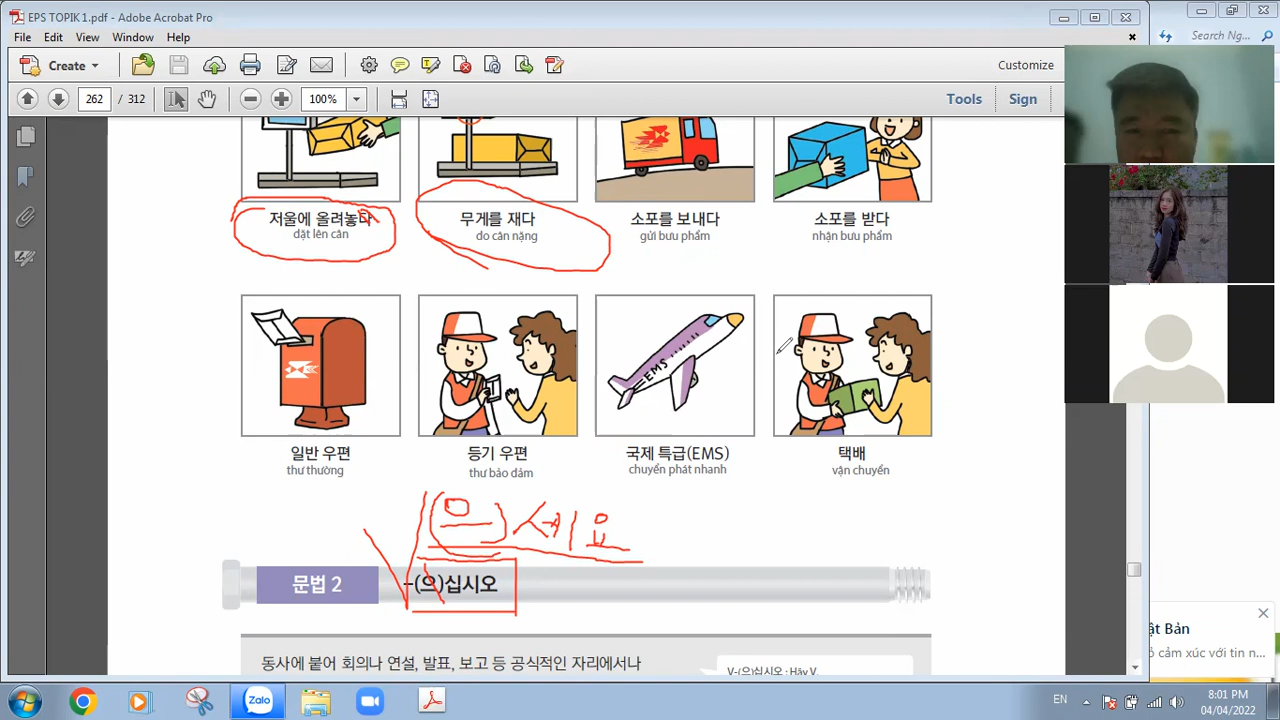 EPS TOPIK 1.pdf - Adobe Acrobat Pro
File Edit View Window Help
Create
Customize
262 / 312
100%
Tools Sign
Search Ng...
저울에 올려놓다 무게를 재다 소포를 보내다 소포를 받다
dặt lên cân đo cân nặng gửi bưu phẩm nhận bưu phẩm
EMS
일반 우편 등기 우편 국제 특급(EMS) 택배
thư thường thư bảo dảm chuyển phát nhanh vận chuyển
(으)세요
문법 2 -(으)십시오
동사에 붙어 회의나 연설, 발표, 보고 등 공식적인 자리에서나
V-(으)십시오 : Hãy V.
ật Bản
ỗ cảm xúc với tin n...
Zalo
EN
8:01 PM
04/04/2022